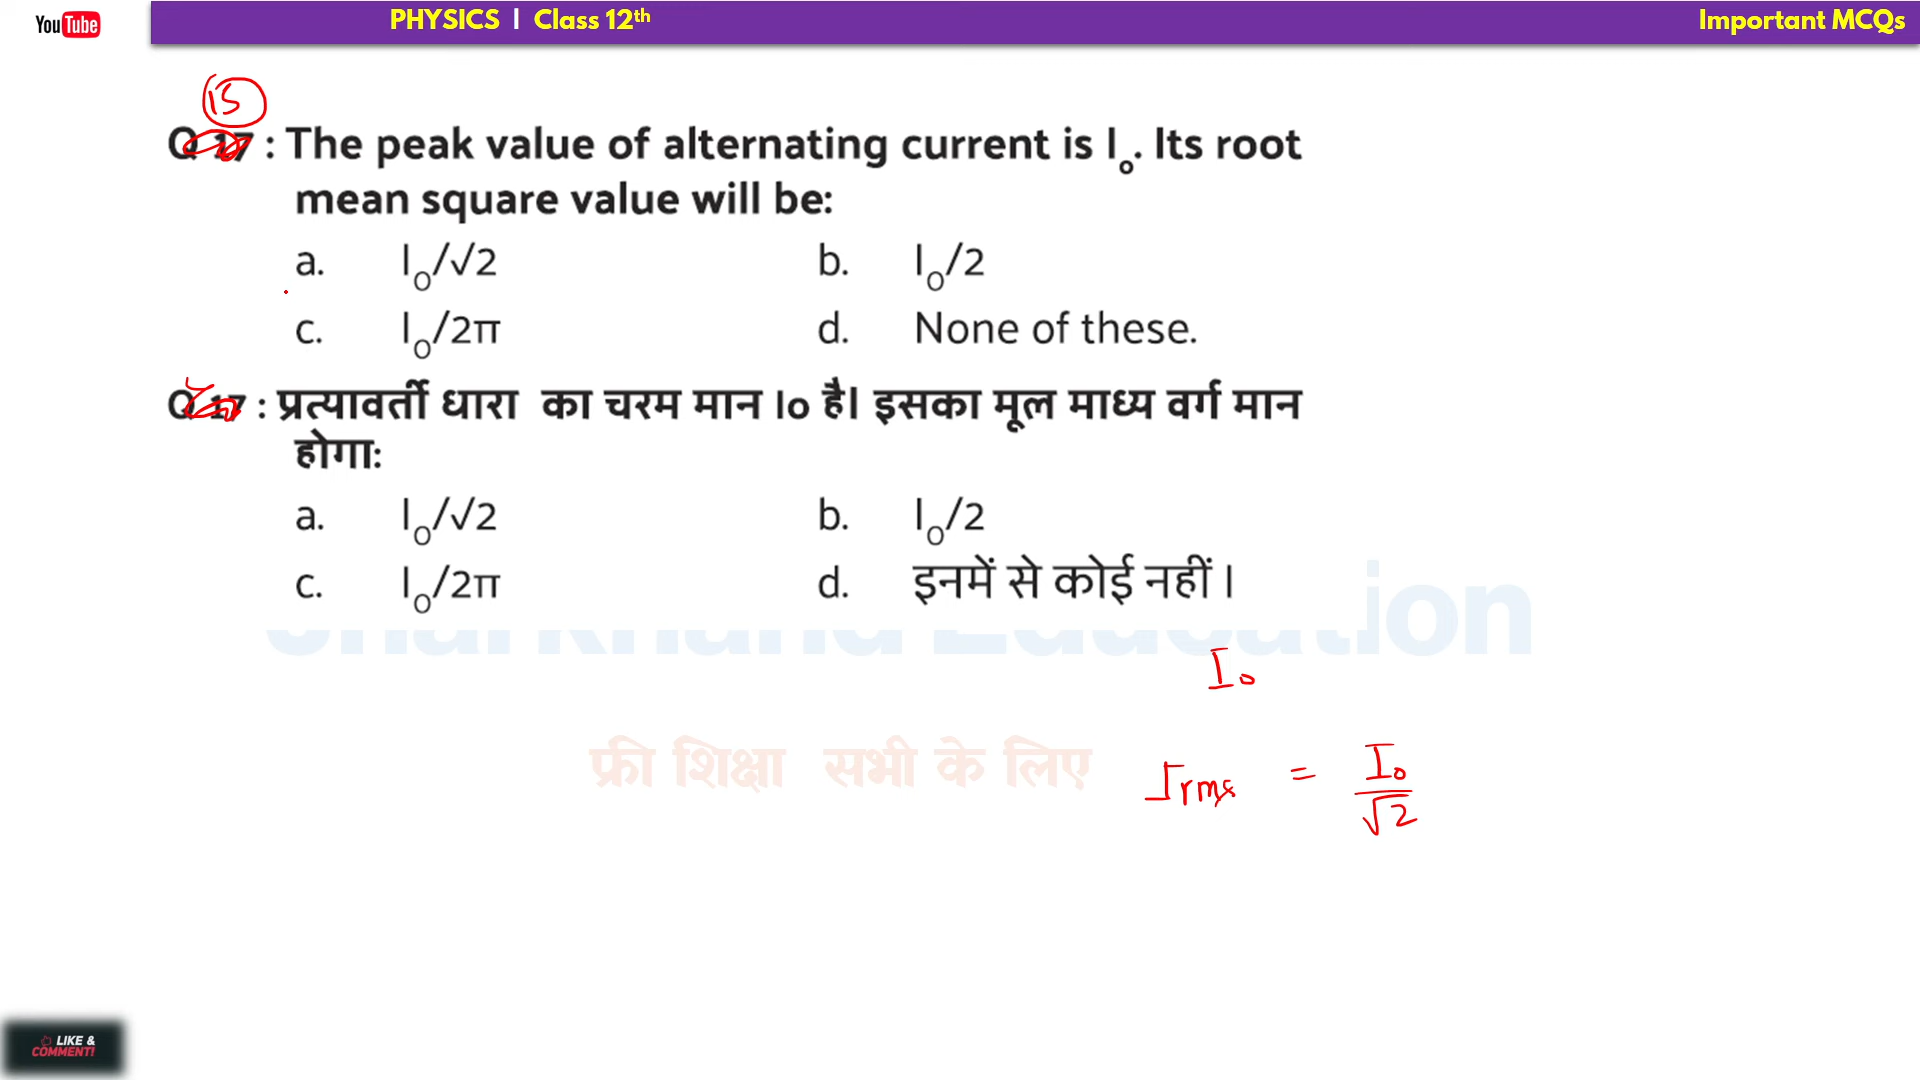 YouTube
PHYSICS | Class 12th
Important MCQs
15
Q 17 : The peak value of alternating current is I₀. Its root
mean square value will be:
a. I₀/√2 b. I₀/2
c. I₀/2π d. None of these.
Q 17 : प्रत्यावर्ती धारा का चरम मान Io है। इसका मूल माध्य वर्ग मान
होगा:
a. I₀/√2 b. I₀/2
c. I₀/2π d. इनमें से कोई नहीं।
Jharkhand Education
I₀
फ्री शिक्षा सभी के लिए
Irms = I₀/√2
LIKE &
COMMENT!